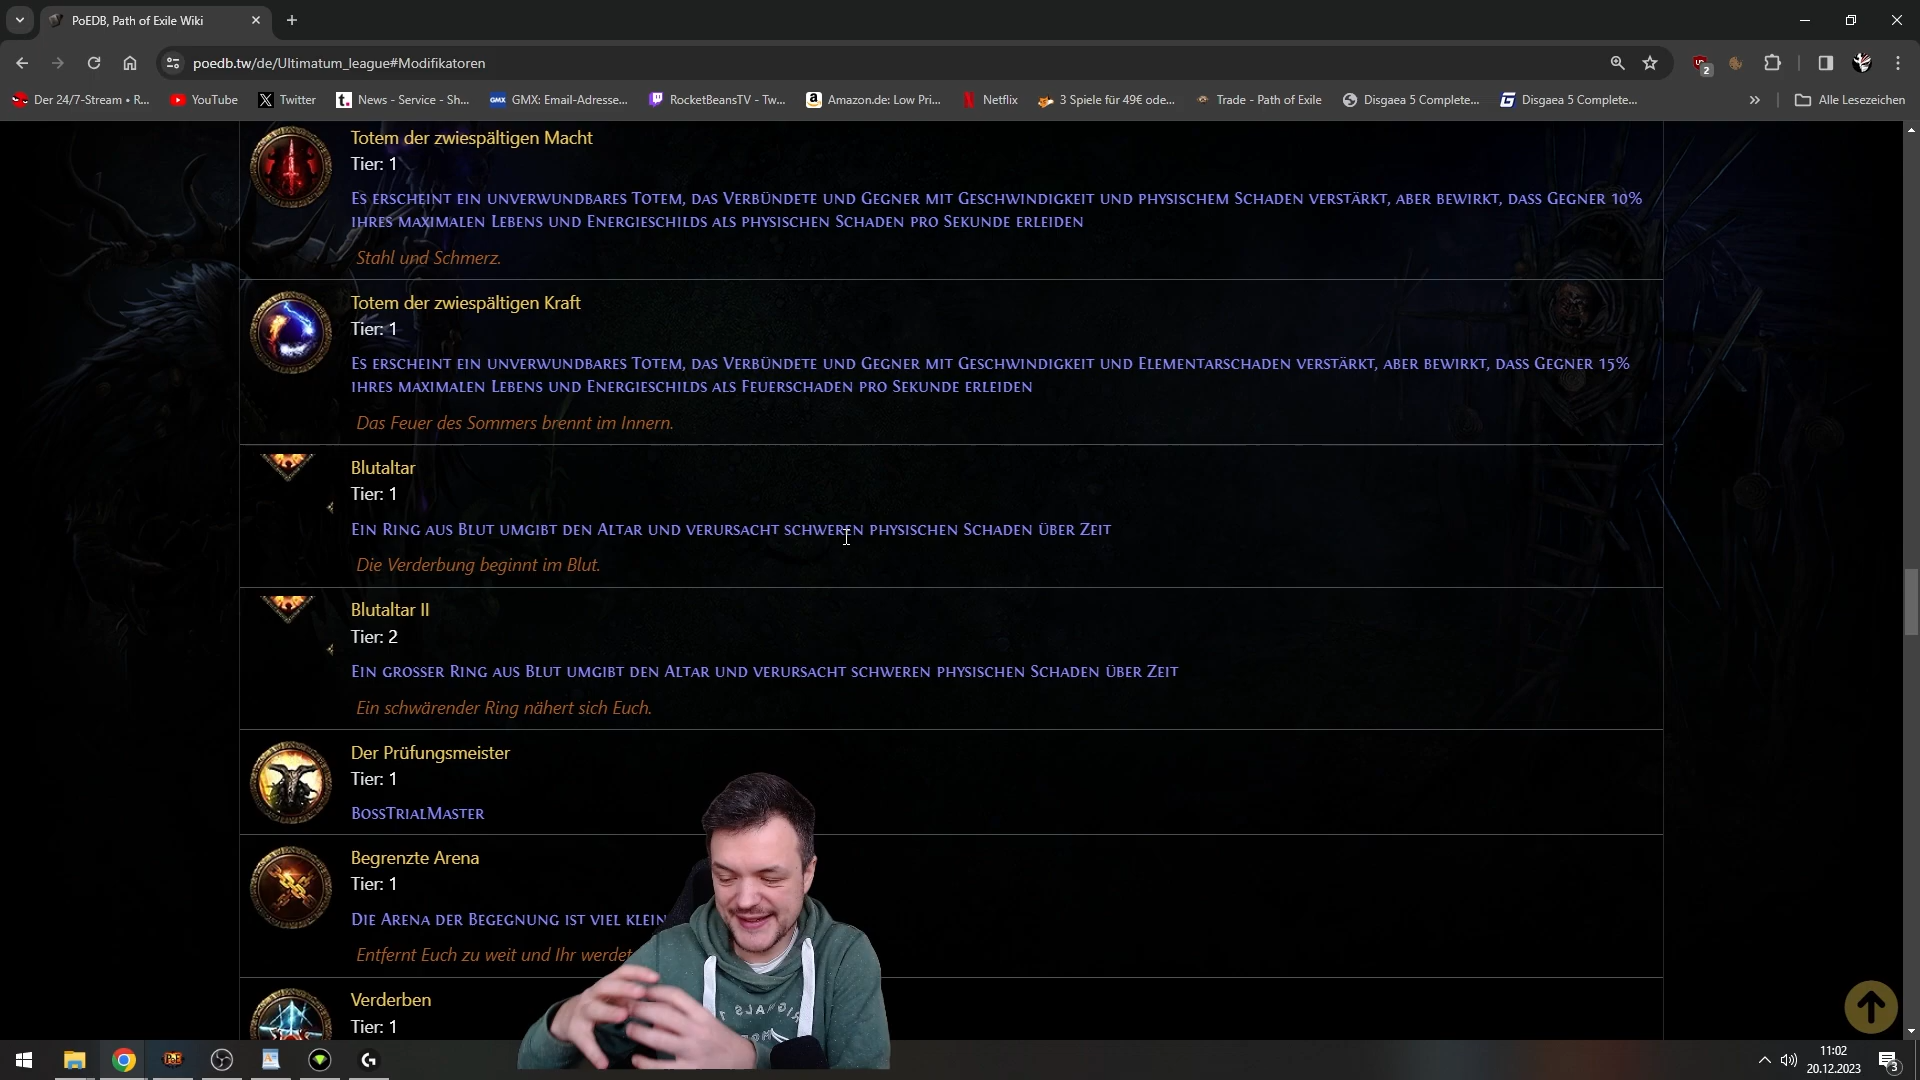 PoEDB, Path of Exile Wiki
poedb.tw/de/Ultimatum_league#Modifikatoren
2
Der 24/7-Stream • R...
YouTube
Twitter
News - Service - Sh...
GMX: Email-Adresse...
RocketBeansTV - Tw...
Amazon.de: Low Pri...
Netflix
3 Spiele für 49€ ode...
Trade - Path of Exile
Disgaea 5 Complete...
Disgaea 5 Complete...
Alle Lesezeichen
Totem der zwiespältigen Macht
Tier: 1
Es erscheint ein unverwundbares Totem, das Verbündete und Gegner mit Geschwindigkeit und physischem Schaden verstärkt, aber bewirkt, dass Gegner 10%
ihres maximalen Lebens und Energieschilds als physischen Schaden pro Sekunde erleiden
Stahl und Schmerz.
Totem der zwiespältigen Kraft
Tier: 1
Es erscheint ein unverwundbares Totem, das Verbündete und Gegner mit Geschwindigkeit und Elementarschaden verstärkt, aber bewirkt, dass Gegner 15%
ihres maximalen Lebens und Energieschilds als Feuerschaden pro Sekunde erleiden
Das Feuer des Sommers brennt im Innern.
Blutaltar
Tier: 1
Ein Ring aus Blut umgibt den Altar und verursacht schweren physischen Schaden über Zeit
Die Verderbung beginnt im Blut.
Blutaltar II
Tier: 2
Ein grosser Ring aus Blut umgibt den Altar und verursacht schweren physischen Schaden über Zeit
Ein schwärender Ring nähert sich Euch.
Der Prüfungsmeister
Tier: 1
BossTrialMaster
Begrenzte Arena
Tier: 1
Die Arena der Begegnung ist viel klein
Entfernt Euch zu weit und Ihr werdet
Verderben
Tier: 1
11:02
20.12.2023
3